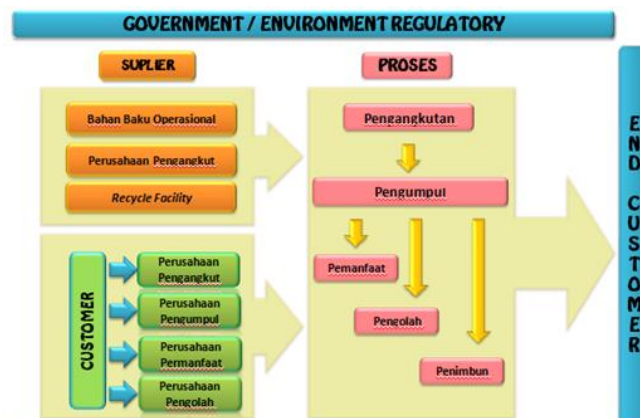 GOVERNMENT / ENVIRONMENT REGULATORY
SUPLIER
Bahan Baku Operasional
Perusahaan Pengangkut
Recycle Facility
CUSTOMER
Perusahaan
Pengangkut
Perusahaan
Pengumpul
Perusahaan
Permanfaat
Perusahaan
Pengolah
PROSES
Pengangkutan
Pengumpul
Pemanfaat
Pengolah
Penimbun
END CUSTOMER